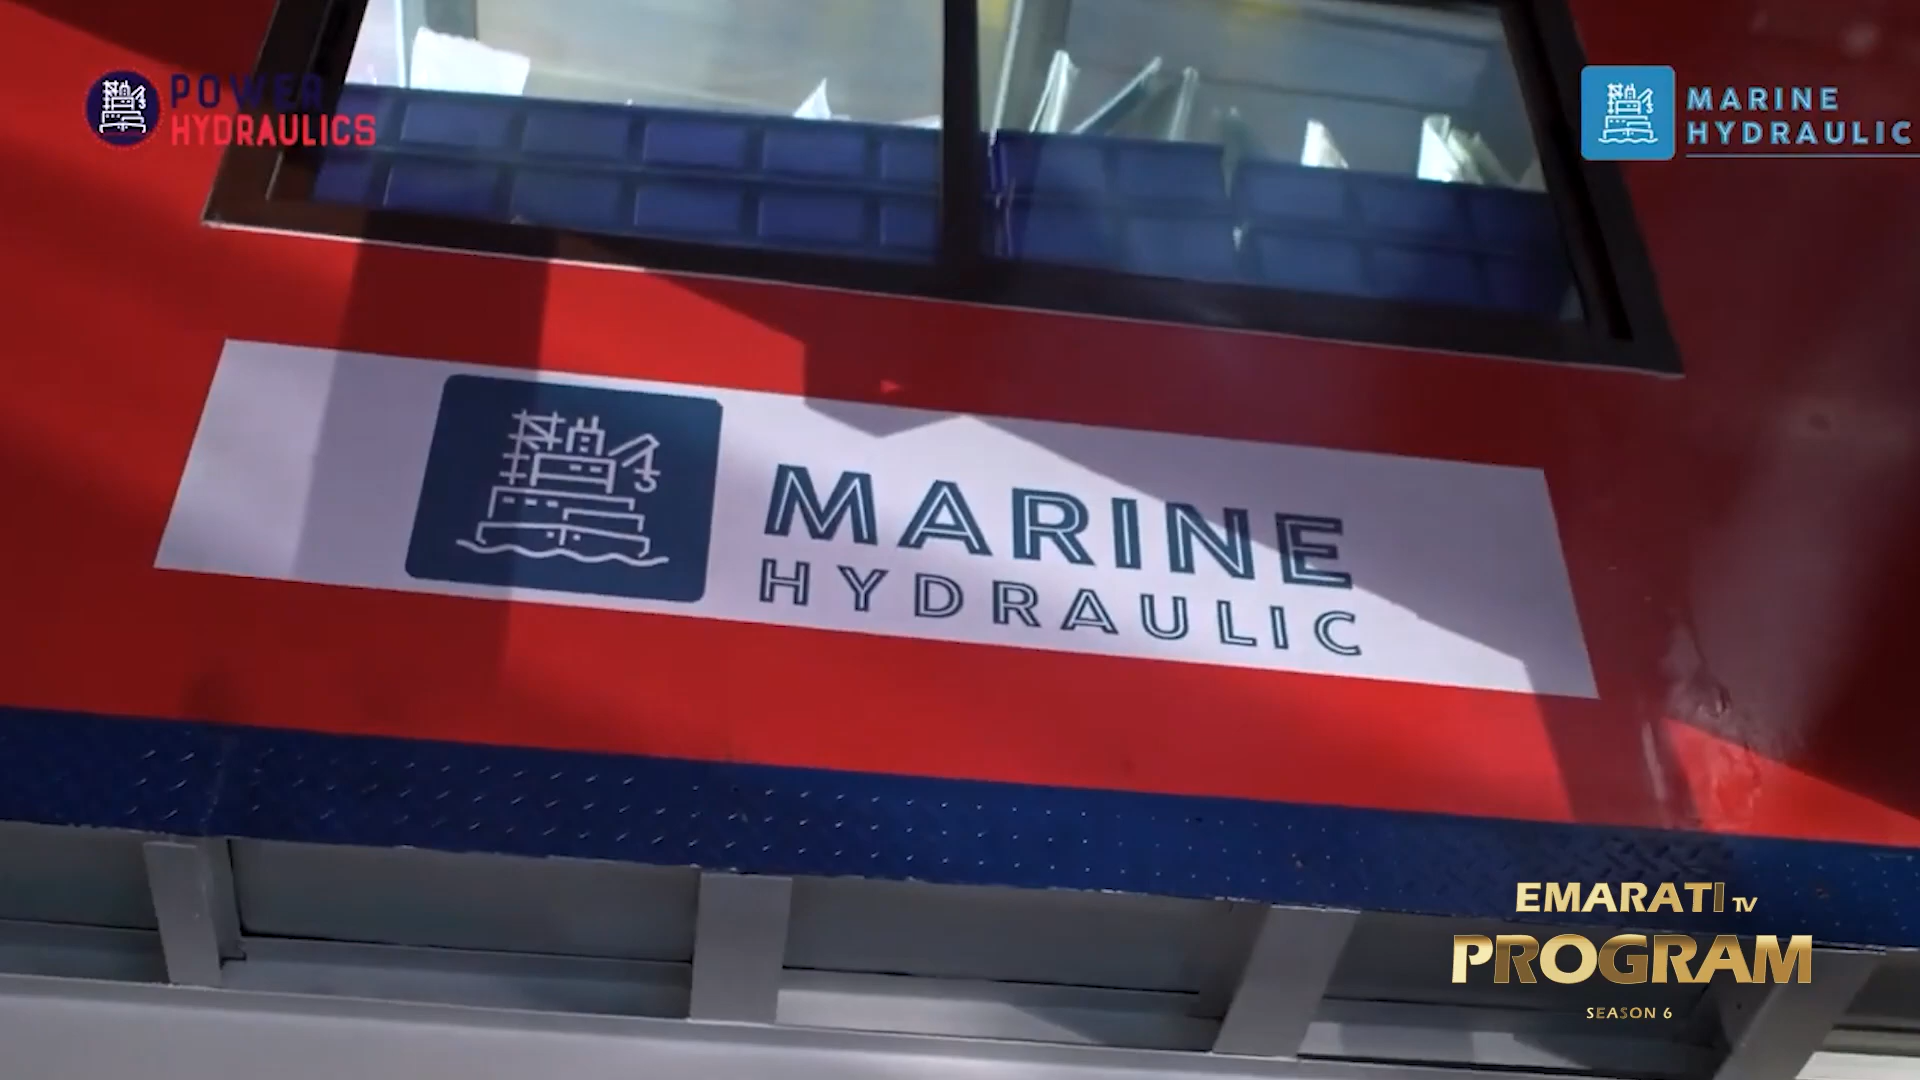 POWER
HYDRAULICS
MARINE
HYDRAULIC
MARINE
HYDRAULIC
EMARATI TV
PROGRAM
SEASON 6